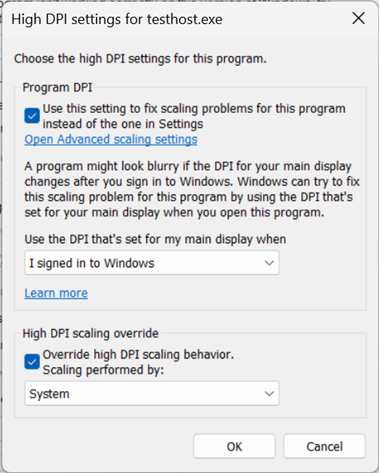 High DPI settings for testhost.exe
Choose the high DPI settings for this program.
Program DPI
Use this setting to fix scaling problems for this program
instead of the one in Settings
Open Advanced scaling settings
A program might look blurry if the DPI for your main display
changes after you sign in to Windows. Windows can try to fix
this scaling problem for this program by using the DPI that's
set for your main display when you open this program.
Use the DPI that's set for my main display when
I signed in to Windows
Learn more
High DPI scaling override
Override high DPI scaling behavior.
Scaling performed by:
System
OK
Cancel